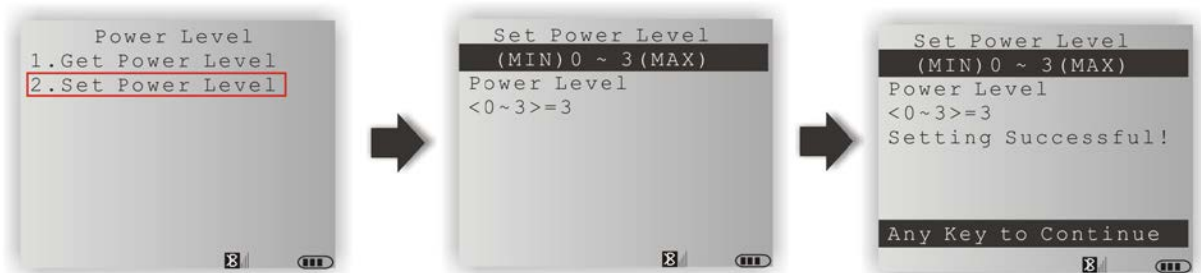 Power Level
1.Get Power Level
2.Set Power Level
Set Power Level
(MIN)0 ~ 3(MAX)
Power Level
<0~3>=3
Set Power Level
(MIN)0 ~ 3(MAX)
Power Level
<0~3>=3
Setting Successful!
Any Key to Continue